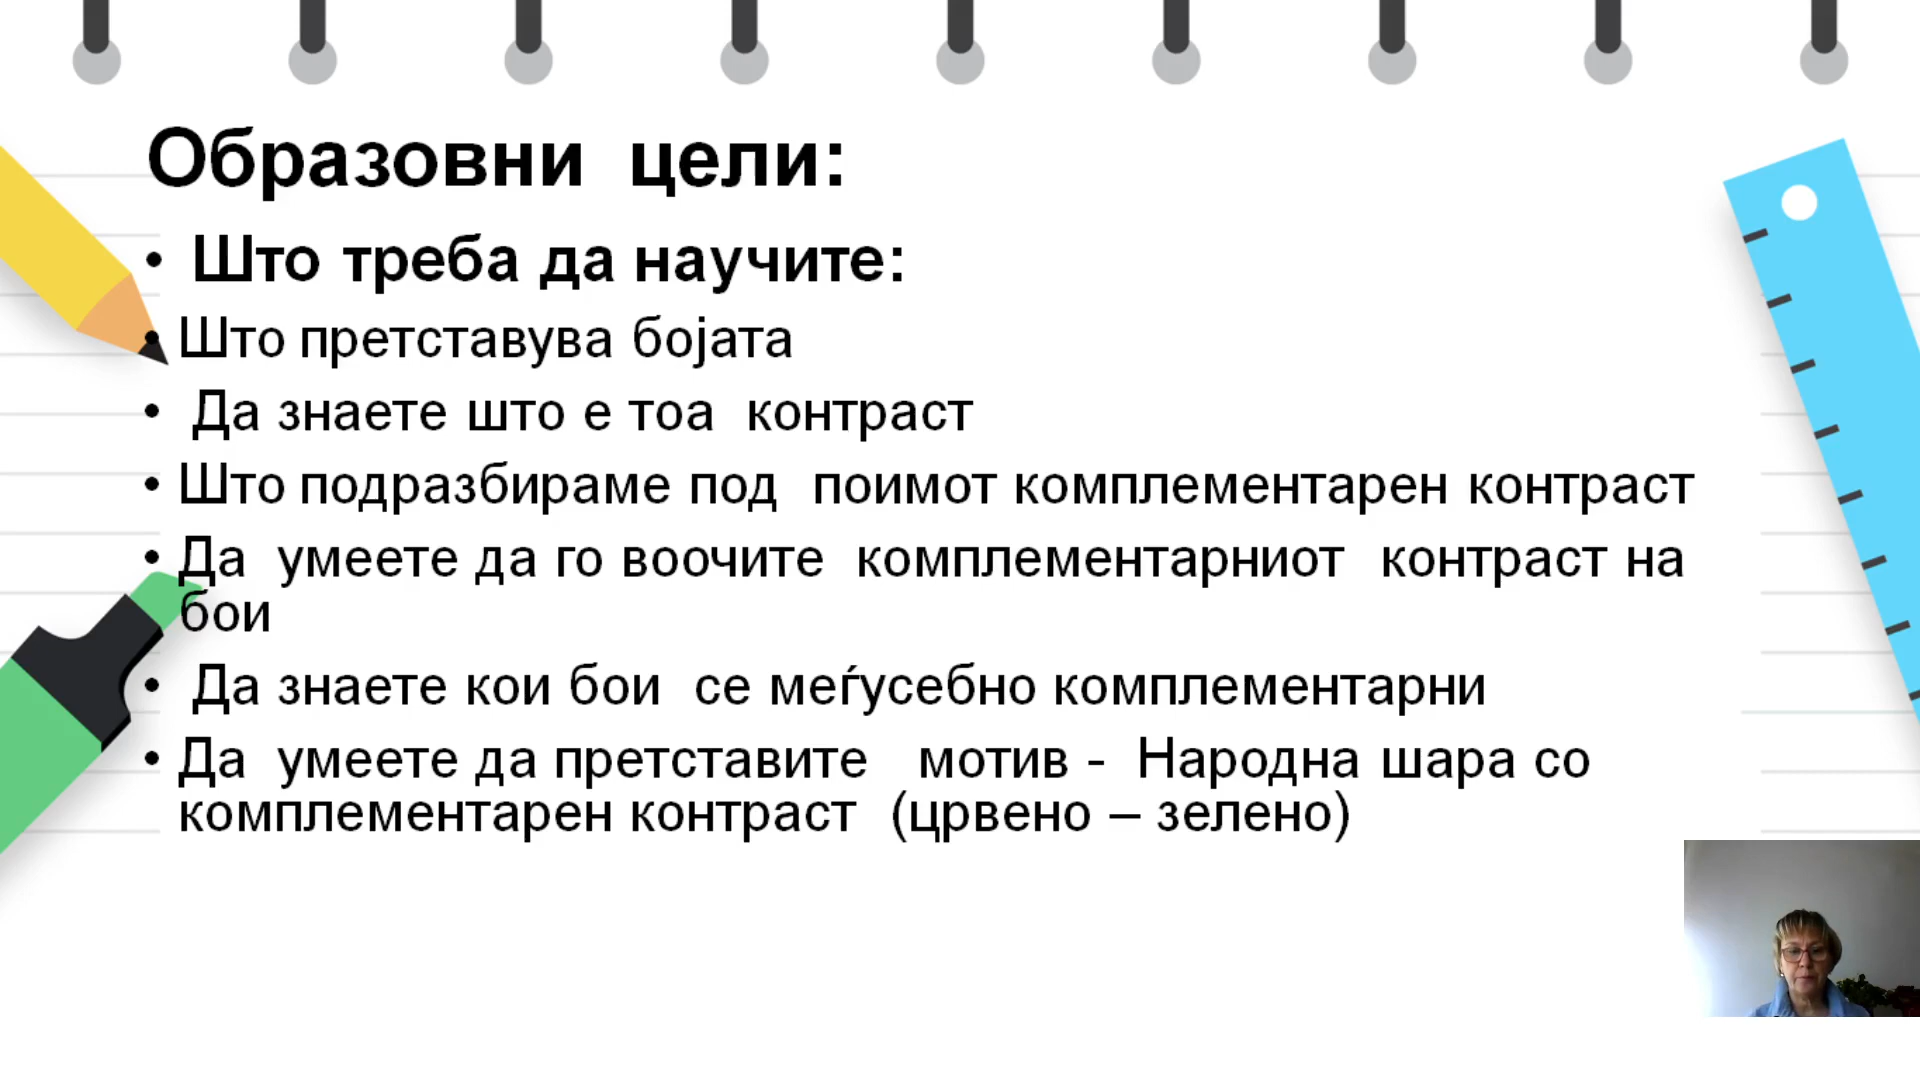 Образовни цели:
• Што треба да научите:
• Што претставува бојата
• Да знаете што е тоа контраст
• Што подразбираме под поимот комплементарен контраст
• Да умеете да го воочите комплементарниот контраст на
бои
• Да знаете кои бои се меѓусебно комплементарни
• Да умеете да претставите мотив - Народна шара со
комплементарен контраст (црвено – зелено)